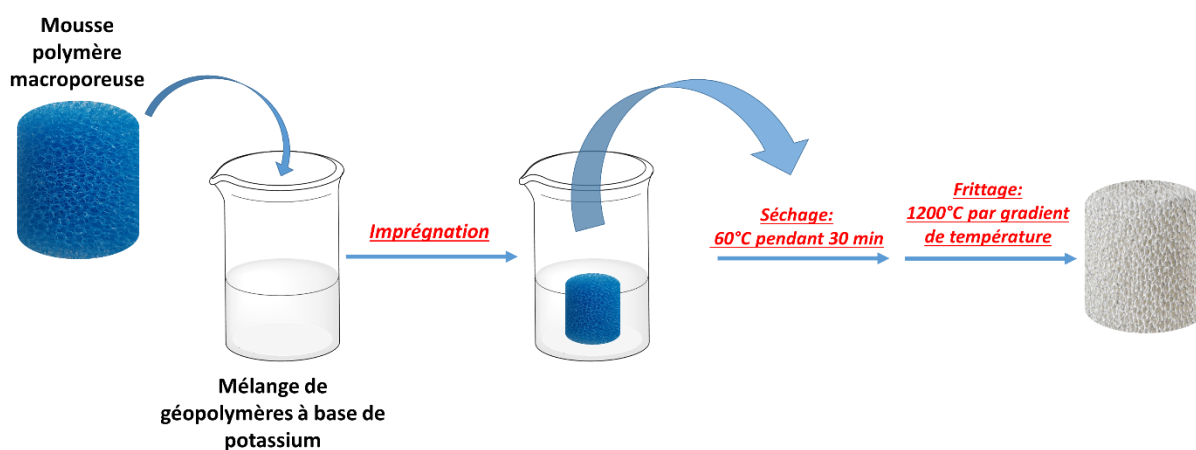 Mousse
polymère
macroporeuse
Mélange de
géopolymères à base de
potassium
Imprégnation
Séchage:
60°C pendant 30 min
Frittage:
1200°C par gradient
de température